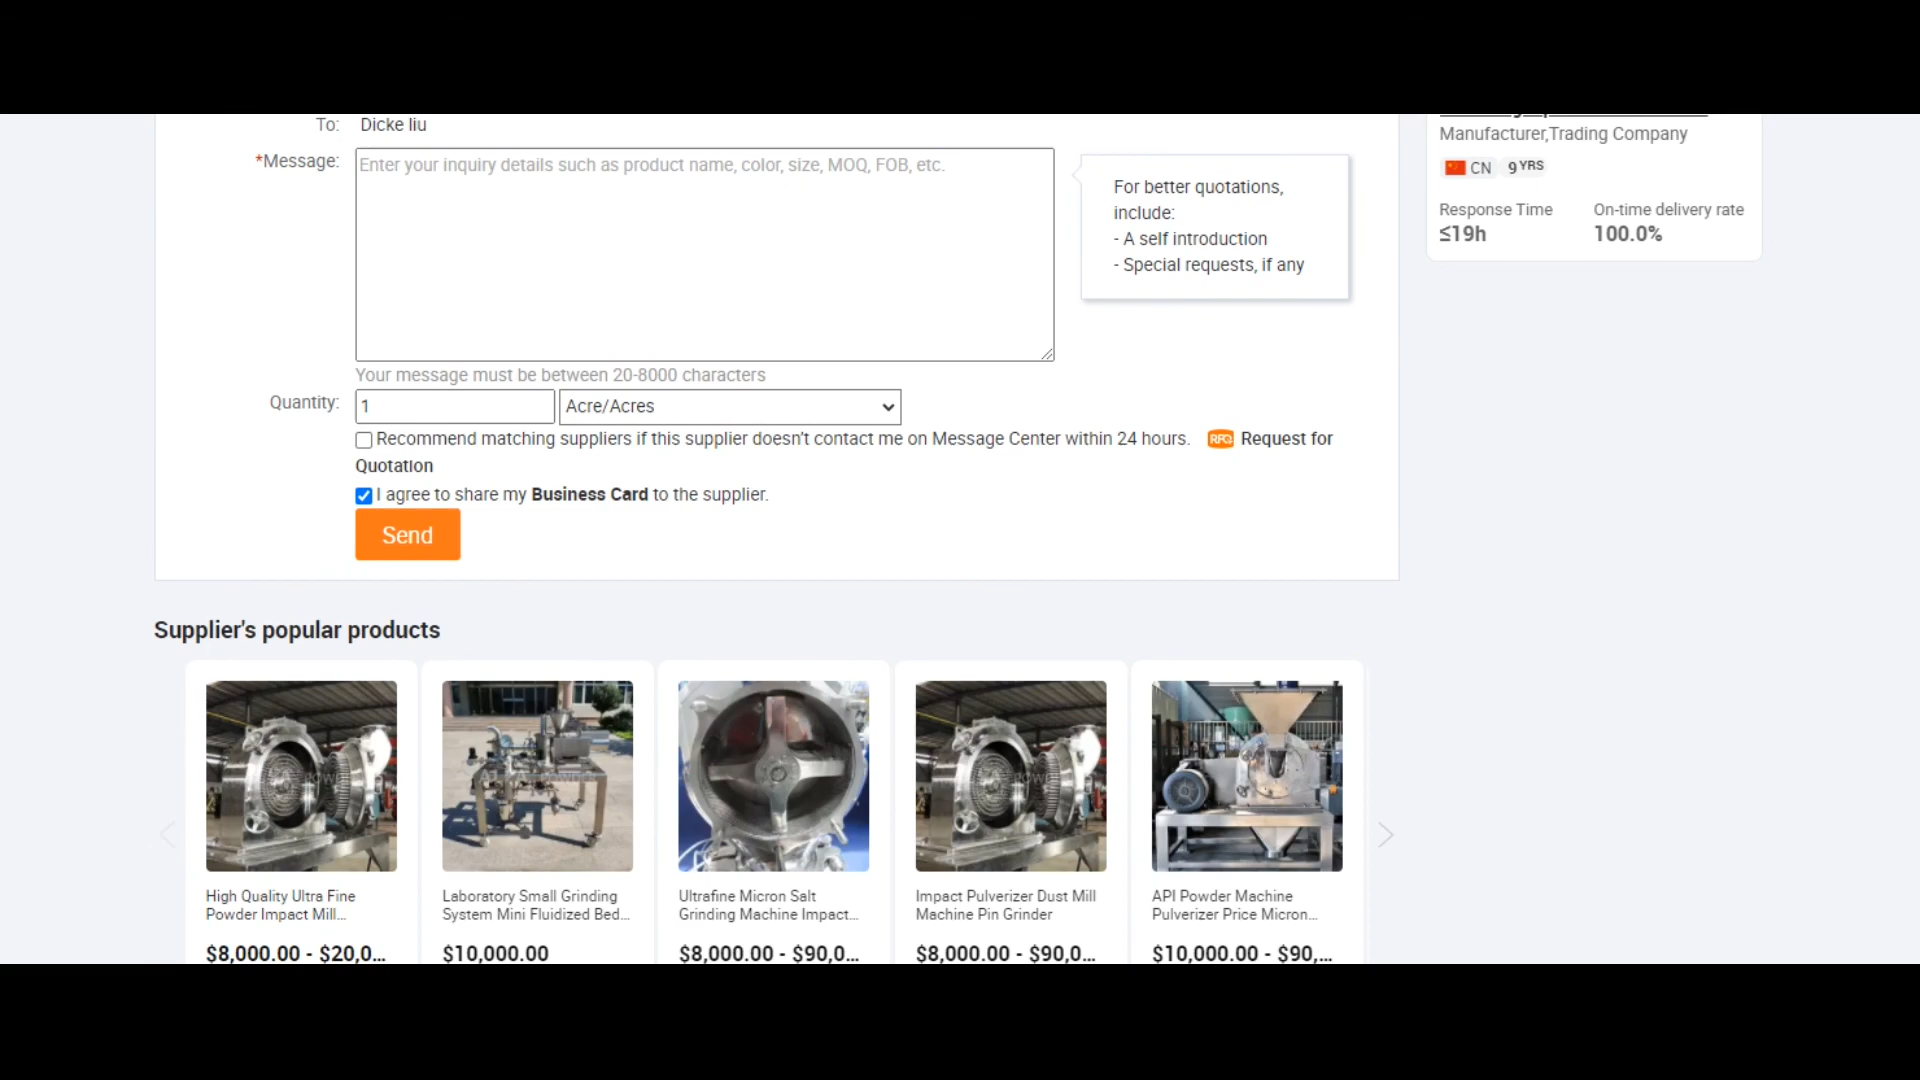 To: Dicke liu
Manufacturer,Trading Company
*Message: Enter your inquiry details such as product name, color, size, MOQ, FOB, etc.
CN 9 YRS
For better quotations,
include:
- A self introduction
- Special requests, if any
Response Time On-time delivery rate
≤19h 100.0%
Your message must be between 20-8000 characters
Quantity: 1 Acre/Acres
Recommend matching suppliers if this supplier doesn't contact me on Message Center within 24 hours. RFQ Request for
Quotation
I agree to share my Business Card to the supplier.
Send
Supplier's popular products
High Quality Ultra Fine
Powder Impact Mill...
$8,000.00 - $20,0...
Laboratory Small Grinding
System Mini Fluidized Bed...
$10,000.00
Ultrafine Micron Salt
Grinding Machine Impact...
$8,000.00 - $90,0...
Impact Pulverizer Dust Mill
Machine Pin Grinder
$8,000.00 - $90,0...
API Powder Machine
Pulverizer Price Micron...
$10,000.00 - $90,...